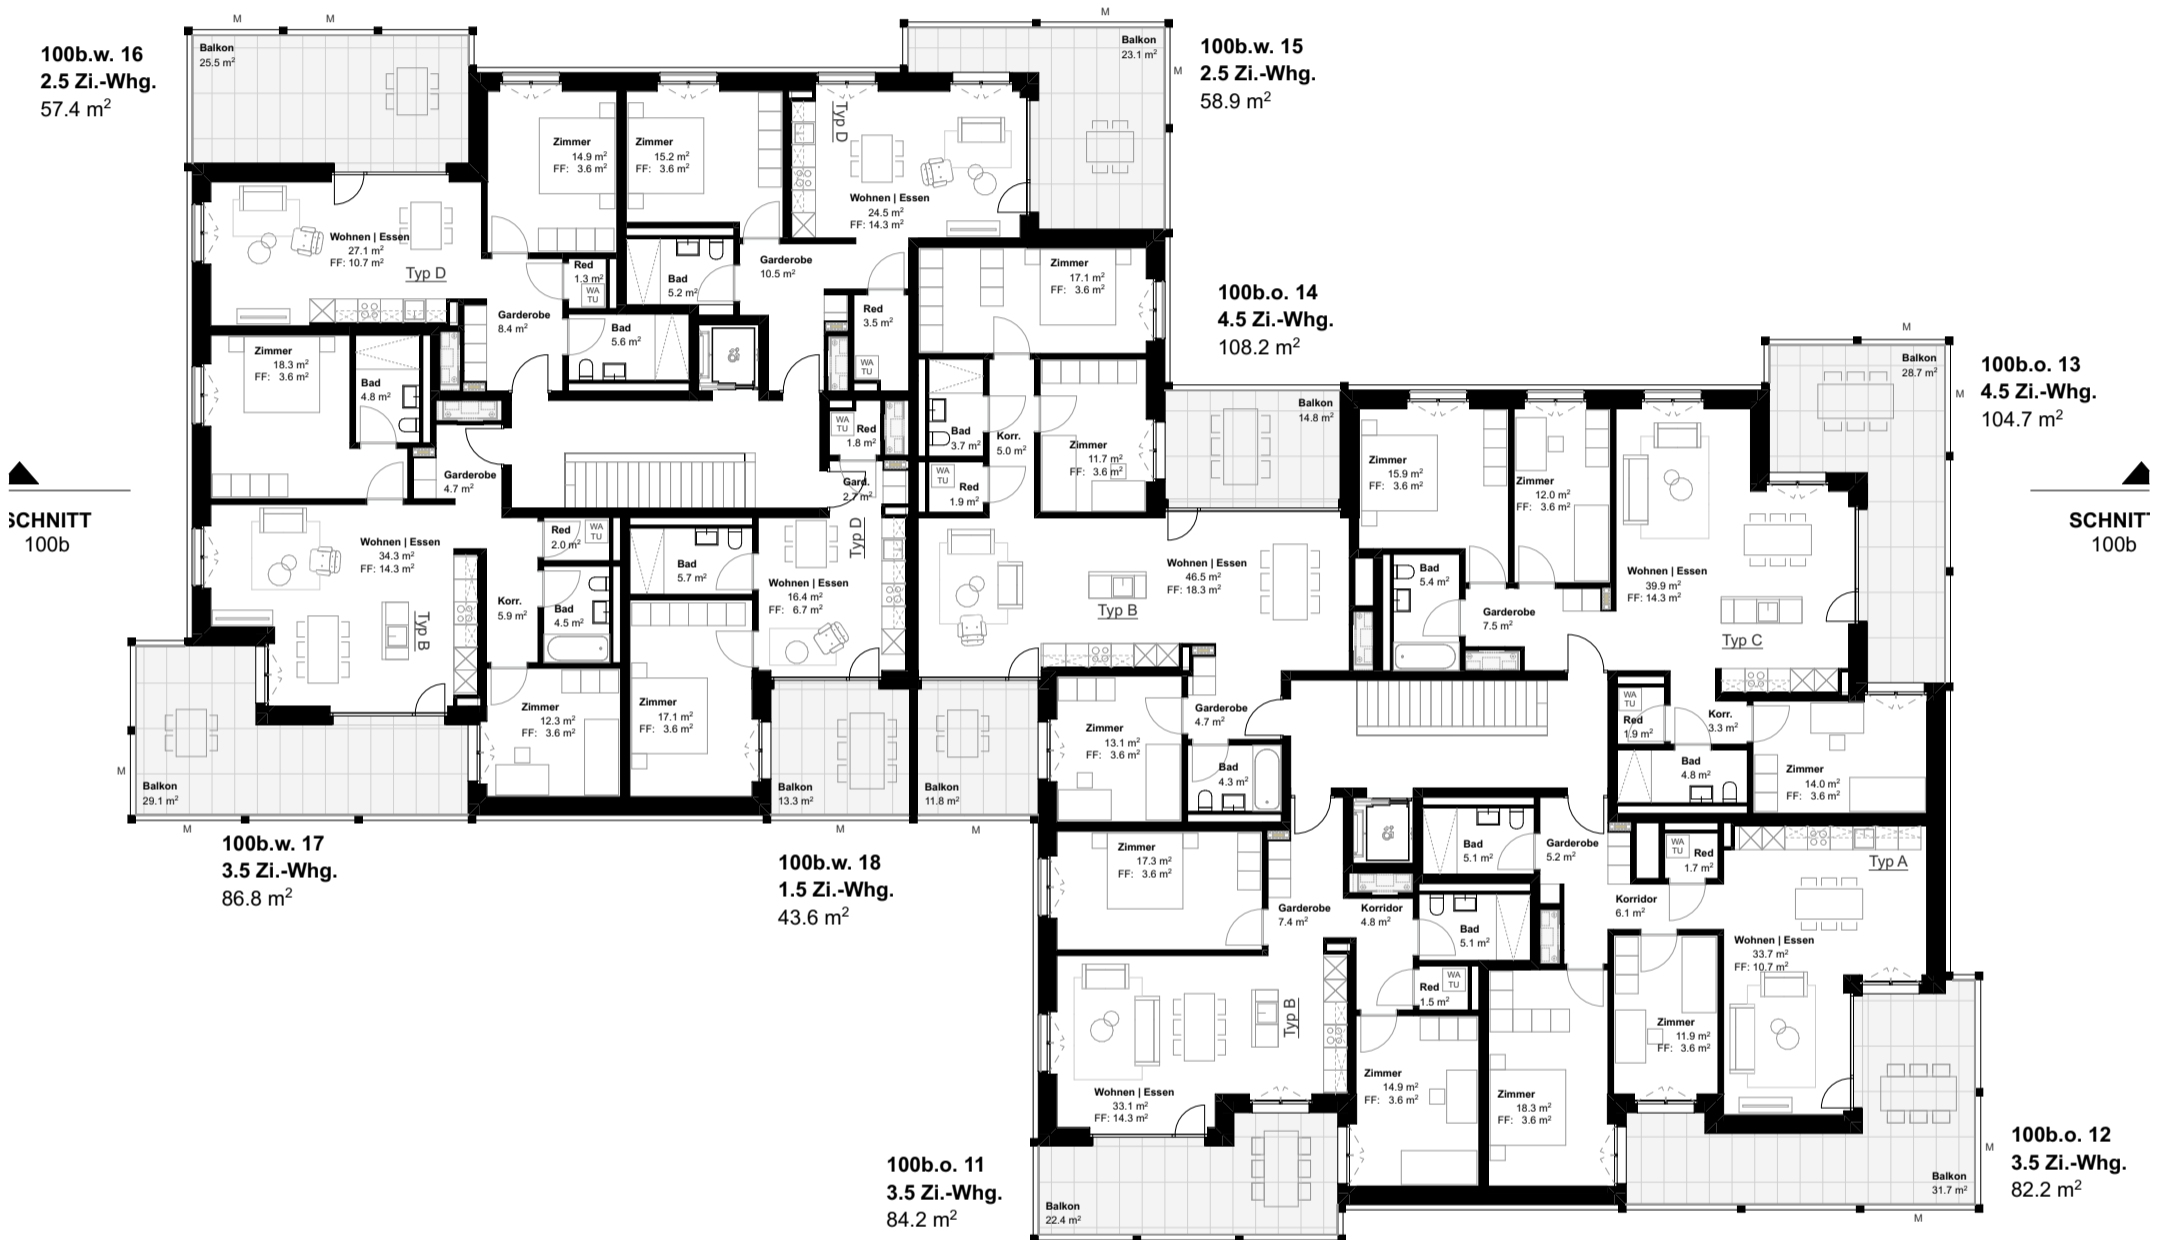 100b.w. 16
2.5 Zi.-Whg.
57.4 m²
M
M
Balkon
25.5 m²
Zimmer
14.9 m²
FF: 3.6 m²
Wohnen | Essen
27.1 m²
FF: 10.7 m²
Typ D
Red
1.3 m²
WA
TU
Garderobe
8.4 m²
Bad
5.6 m²
Zimmer
15.2 m²
FF: 3.6 m²
Typ D
Wohnen | Essen
24.5 m²
FF: 14.3 m²
Bad
5.2 m²
Garderobe
10.5 m²
Red
3.5 m²
WA
TU
M
Balkon
23.1 m²
M
100b.w. 15
2.5 Zi.-Whg.
58.9 m²
Zimmer
18.3 m²
FF: 3.6 m²
Bad
4.8 m²
Garderobe
4.7 m²
Wohnen | Essen
34.3 m²
FF: 14.3 m²
Typ B
Korr.
5.9 m²
Red
2.0 m²
WA
TU
Bad
4.5 m²
Zimmer
12.3 m²
FF: 3.6 m²
Balkon
29.1 m²
M
M
100b.w. 17
3.5 Zi.-Whg.
86.8 m²
WA
TU
Red
1.8 m²
Gard.
2.7 m²
Typ D
Bad
5.7 m²
Wohnen | Essen
16.4 m²
FF: 6.7 m²
Zimmer
17.1 m²
FF: 3.6 m²
Balkon
13.3 m²
M
100b.w. 18
1.5 Zi.-Whg.
43.6 m²
Zimmer
17.1 m²
FF: 3.6 m²
100b.o. 14
4.5 Zi.-Whg.
108.2 m²
Bad
3.7 m²
Korr.
5.0 m²
Zimmer
11.7 m²
FF: 3.6 m²
WA
TU
Red
1.9 m²
Balkon
14.8 m²
Wohnen | Essen
46.5 m²
FF: 18.3 m²
Typ B
Balkon
11.8 m²
M
Zimmer
13.1 m²
FF: 3.6 m²
Garderobe
4.7 m²
Bad
4.3 m²
M
Balkon
28.7 m²
M
100b.o. 13
4.5 Zi.-Whg.
104.7 m²
Zimmer
15.9 m²
FF: 3.6 m²
Zimmer
12.0 m²
FF: 3.6 m²
Bad
5.4 m²
Garderobe
7.5 m²
Wohnen | Essen
39.9 m²
FF: 14.3 m²
Typ C
WA
TU
Red
1.9 m²
Korr.
3.3 m²
Bad
4.8 m²
Zimmer
14.0 m²
FF: 3.6 m²
Zimmer
17.3 m²
FF: 3.6 m²
Garderobe
7.4 m²
Korridor
4.8 m²
Bad
5.1 m²
Red
1.5 m²
WA
TU
Typ B
Wohnen | Essen
33.1 m²
FF: 14.3 m²
Zimmer
14.9 m²
FF: 3.6 m²
Balkon
22.4 m²
100b.o. 11
3.5 Zi.-Whg.
84.2 m²
Bad
5.1 m²
Garderobe
5.2 m²
WA
TU
Red
1.7 m²
Typ A
Korridor
6.1 m²
Wohnen | Essen
33.7 m²
FF: 10.7 m²
Zimmer
11.9 m²
FF: 3.6 m²
Zimmer
18.3 m²
FF: 3.6 m²
Balkon
31.7 m²
M
M
100b.o. 12
3.5 Zi.-Whg.
82.2 m²
SCHNITT
100b
SCHNIT
100b